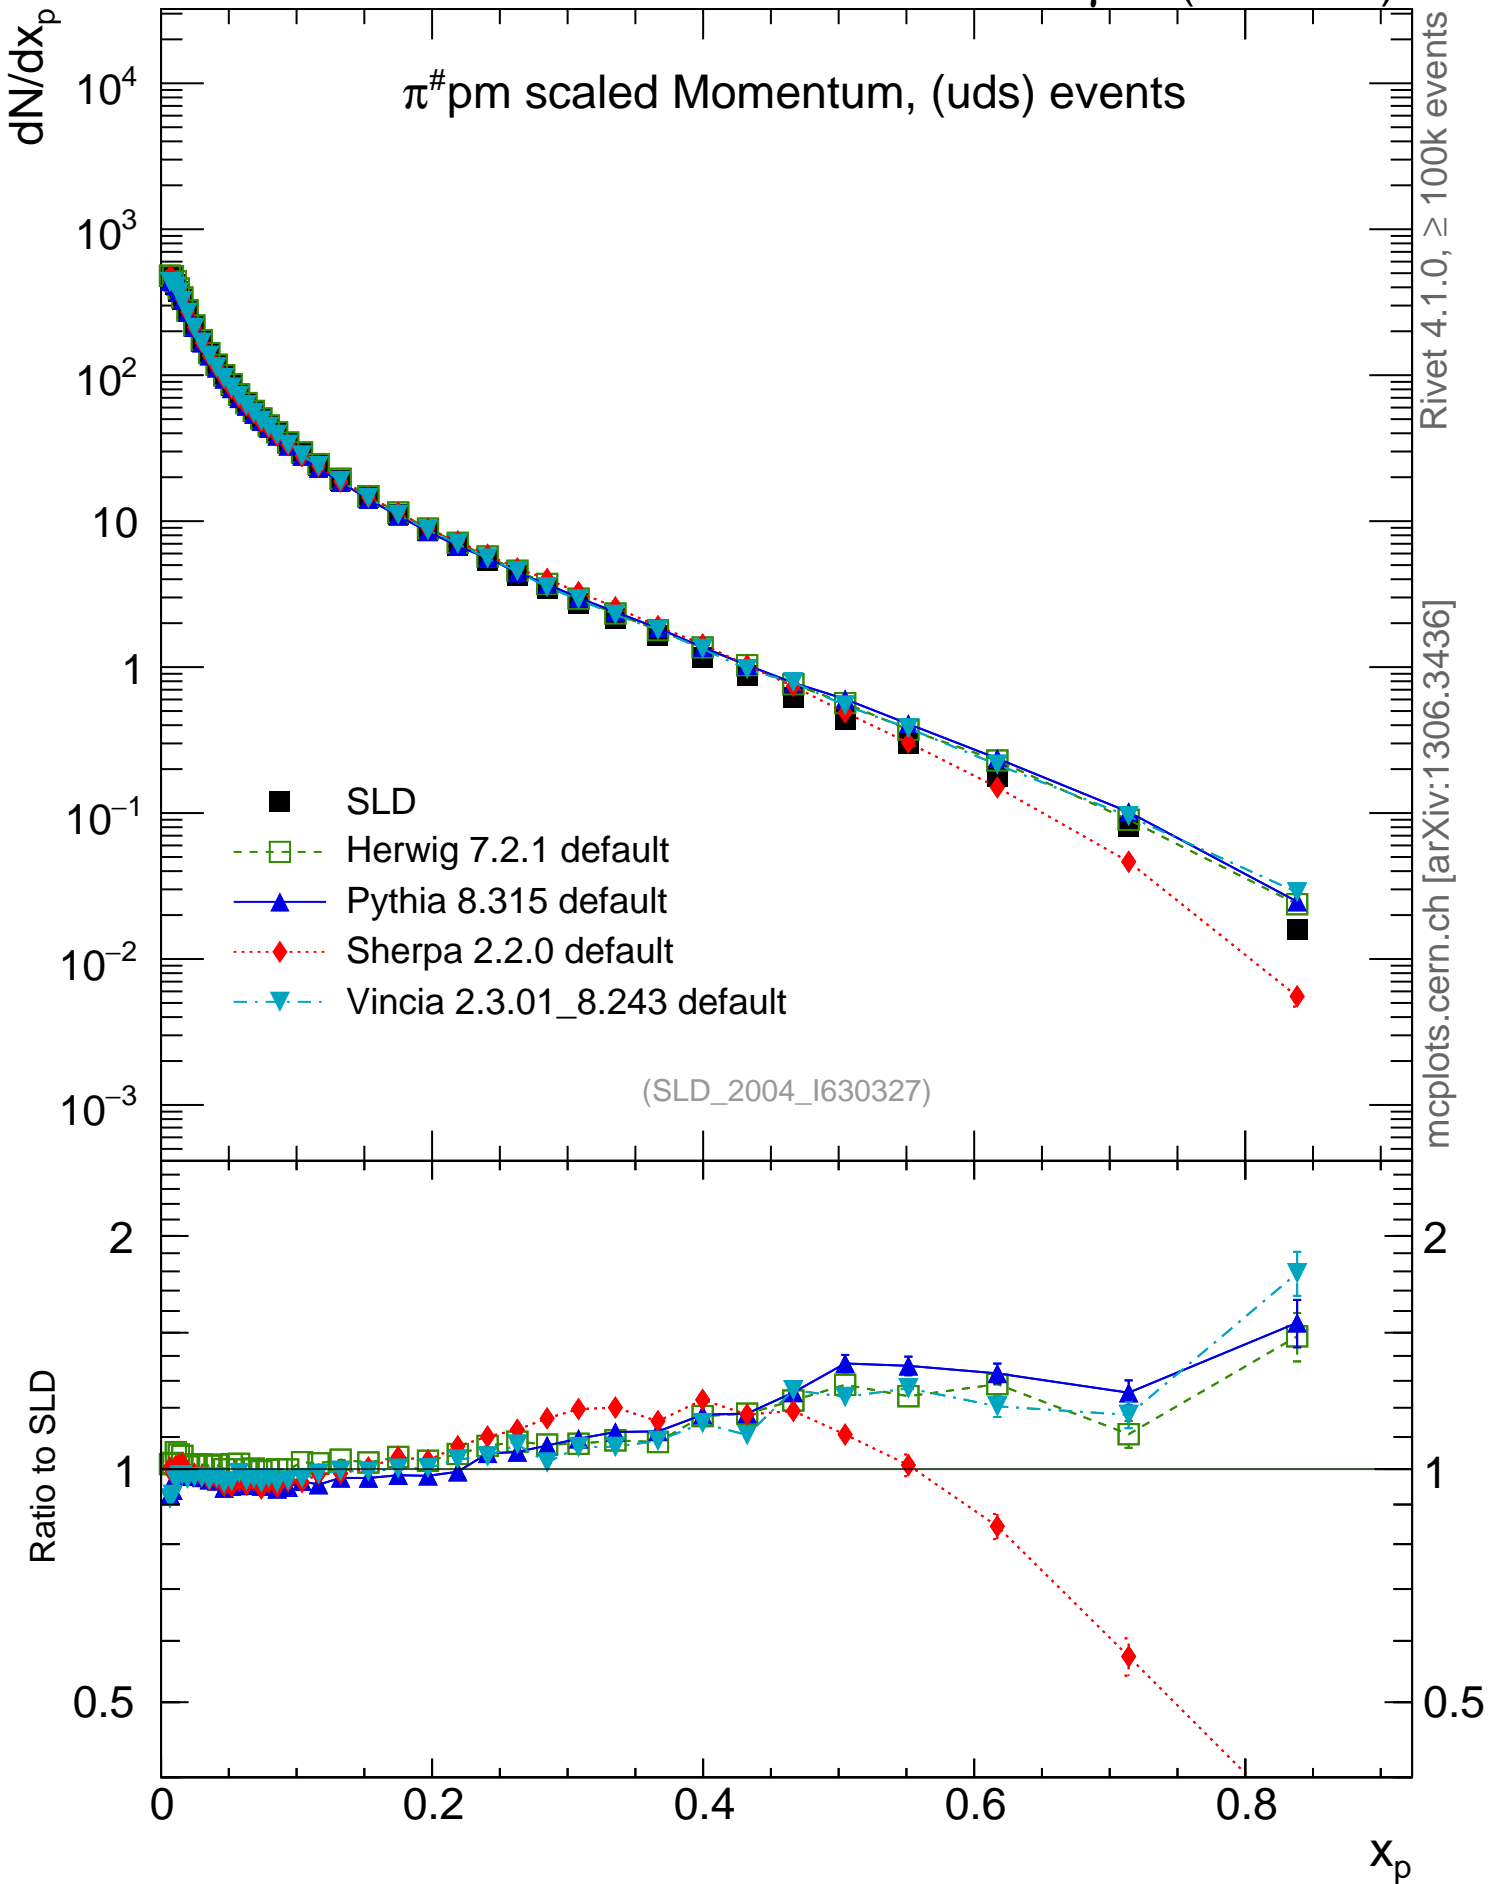 dN/dx_p
π^#pm scaled Momentum, (uds) events
10^4
10^3
10^2
10
1
10^−1
10^−2
10^−3
SLD
Herwig 7.2.1 default
Pythia 8.315 default
Sherpa 2.2.0 default
Vincia 2.3.01_8.243 default
(SLD_2004_I630327)
Rivet 4.1.0, ≥ 100k events
mcplots.cern.ch [arXiv:1306.3436]
Ratio to SLD
2
1
0.5
2
1
0.5
0
0.2
0.4
0.6
0.8
x_p